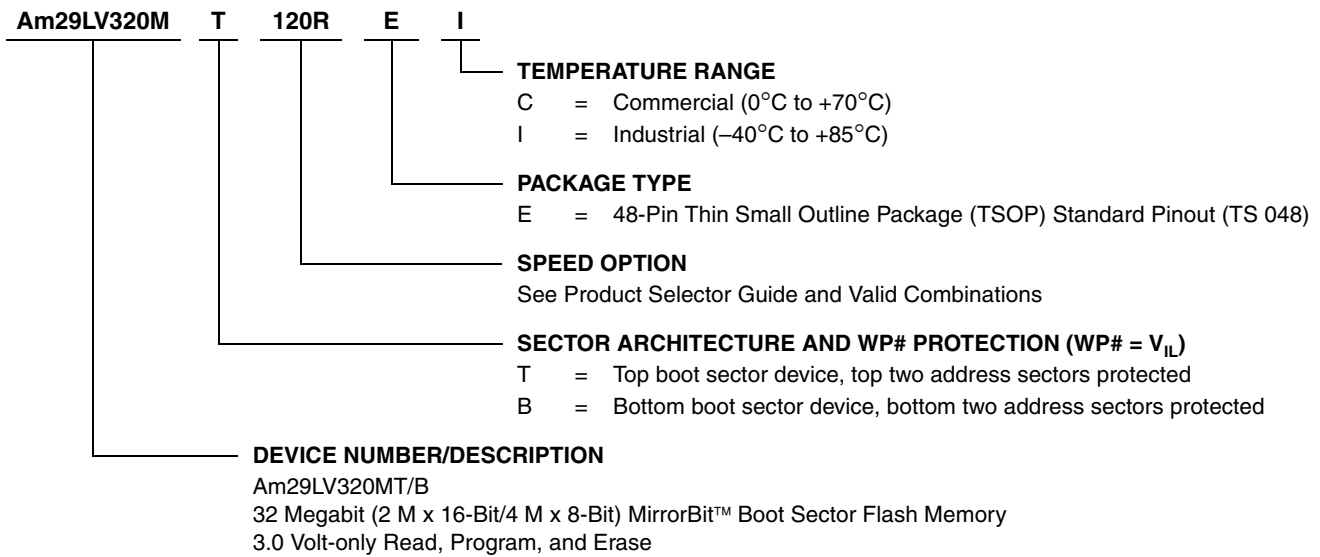 Am29LV320M T 120R E I
TEMPERATURE RANGE
C = Commercial (0°C to +70°C)
I = Industrial (–40°C to +85°C)
PACKAGE TYPE
E = 48-Pin Thin Small Outline Package (TSOP) Standard Pinout (TS 048)
SPEED OPTION
See Product Selector Guide and Valid Combinations
SECTOR ARCHITECTURE AND WP# PROTECTION (WP# = VIL)
T = Top boot sector device, top two address sectors protected
B = Bottom boot sector device, bottom two address sectors protected
DEVICE NUMBER/DESCRIPTION
Am29LV320MT/B
32 Megabit (2 M x 16-Bit/4 M x 8-Bit) MirrorBit™ Boot Sector Flash Memory
3.0 Volt-only Read, Program, and Erase